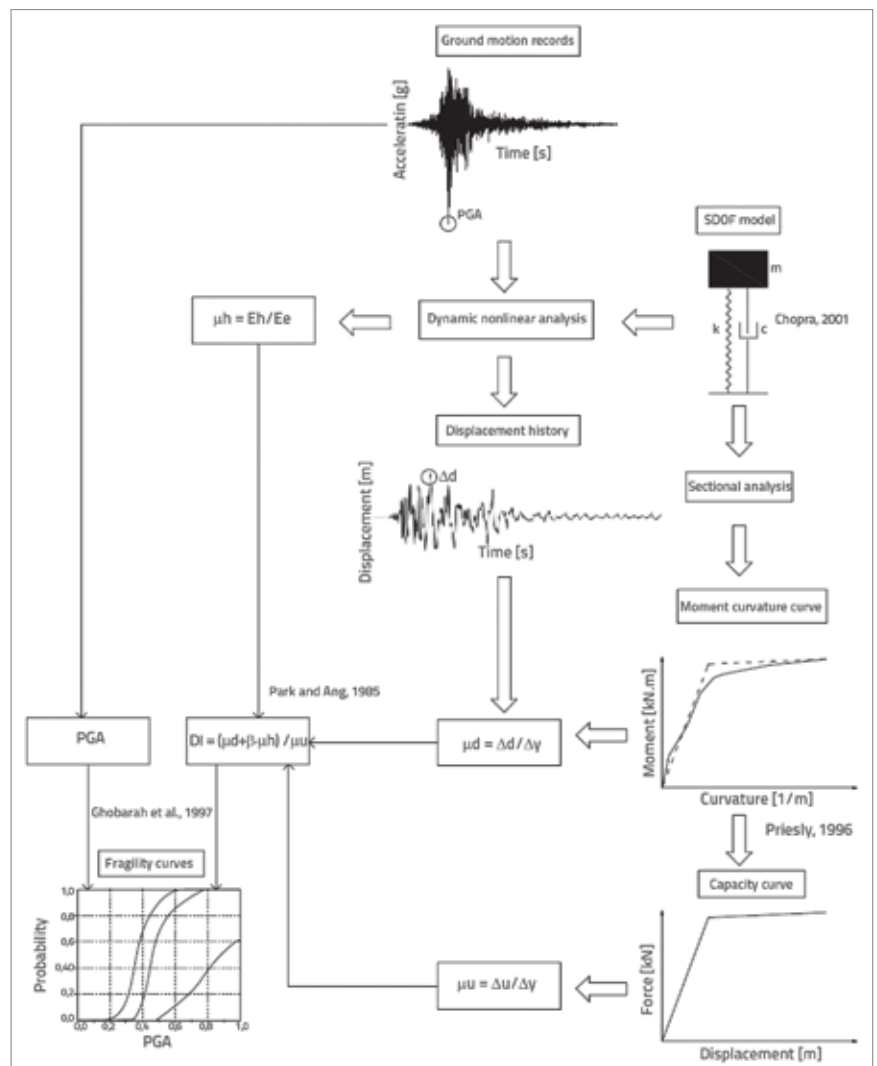 Ground motion records
Acceleratin [g]
Time [s]
PGA
SDOF model
m
k
c
Chopra, 2001
μh = Eh/Ee
Dynamic nonlinear analysis
Displacement history
Displacement [m]
Δd
Time [s]
Sectional analysis
Moment curvature curve
Park and Ang, 1985
PGA
DI = (μd+β·μh) /μu
μd = Δd/Δy
Moment [kN.m]
Curvature [1/m]
Ghobarah et al., 1997
Priesly, 1996
Fragility curves
Capacity curve
Probability
1,0
0,8
0,6
0,40
0,2
0,0
0,0 0,2 0,4 0,6 0,8 1,0
PGA
μu = Δu/Δy
Force [kN]
Displacement [m]